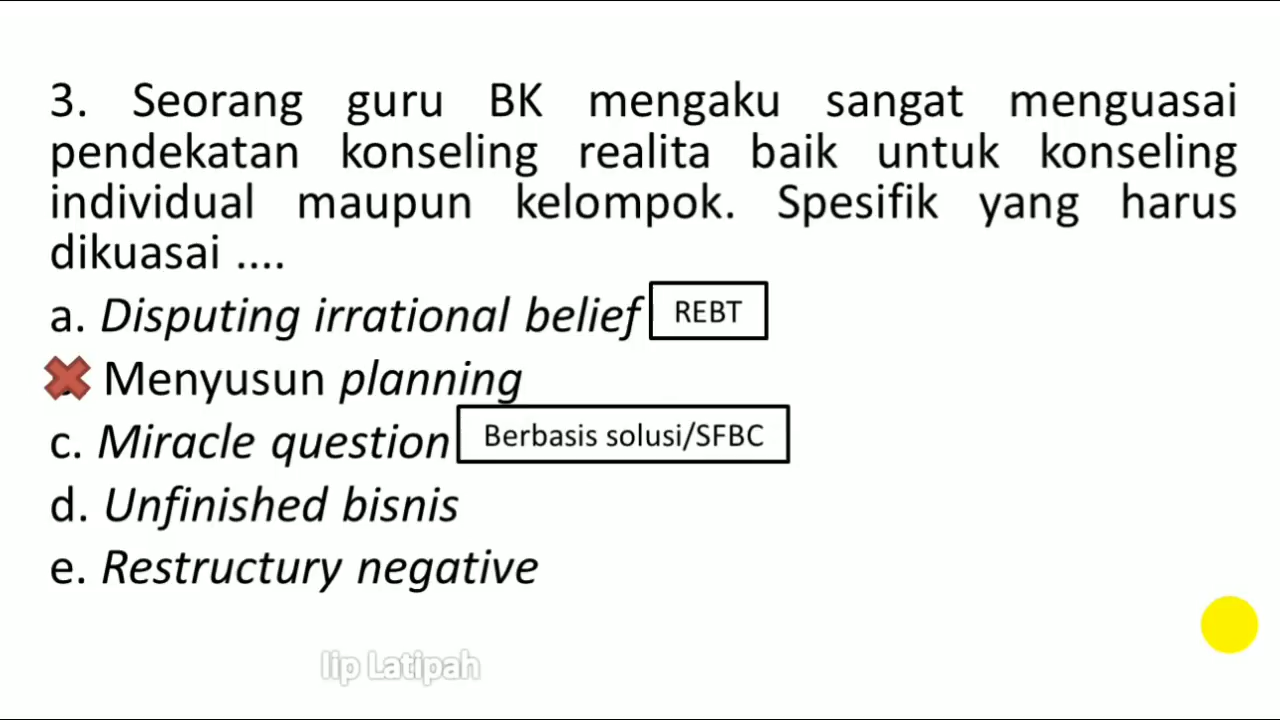 3. Seorang guru BK mengaku sangat menguasai
pendekatan konseling realita baik untuk konseling
individual maupun kelompok. Spesifik yang harus
dikuasai ....
a. Disputing irrational belief REBT
Menyusun planning
c. Miracle question Berbasis solusi/SFBC
d. Unfinished bisnis
e. Restructury negative
Iip Latipah